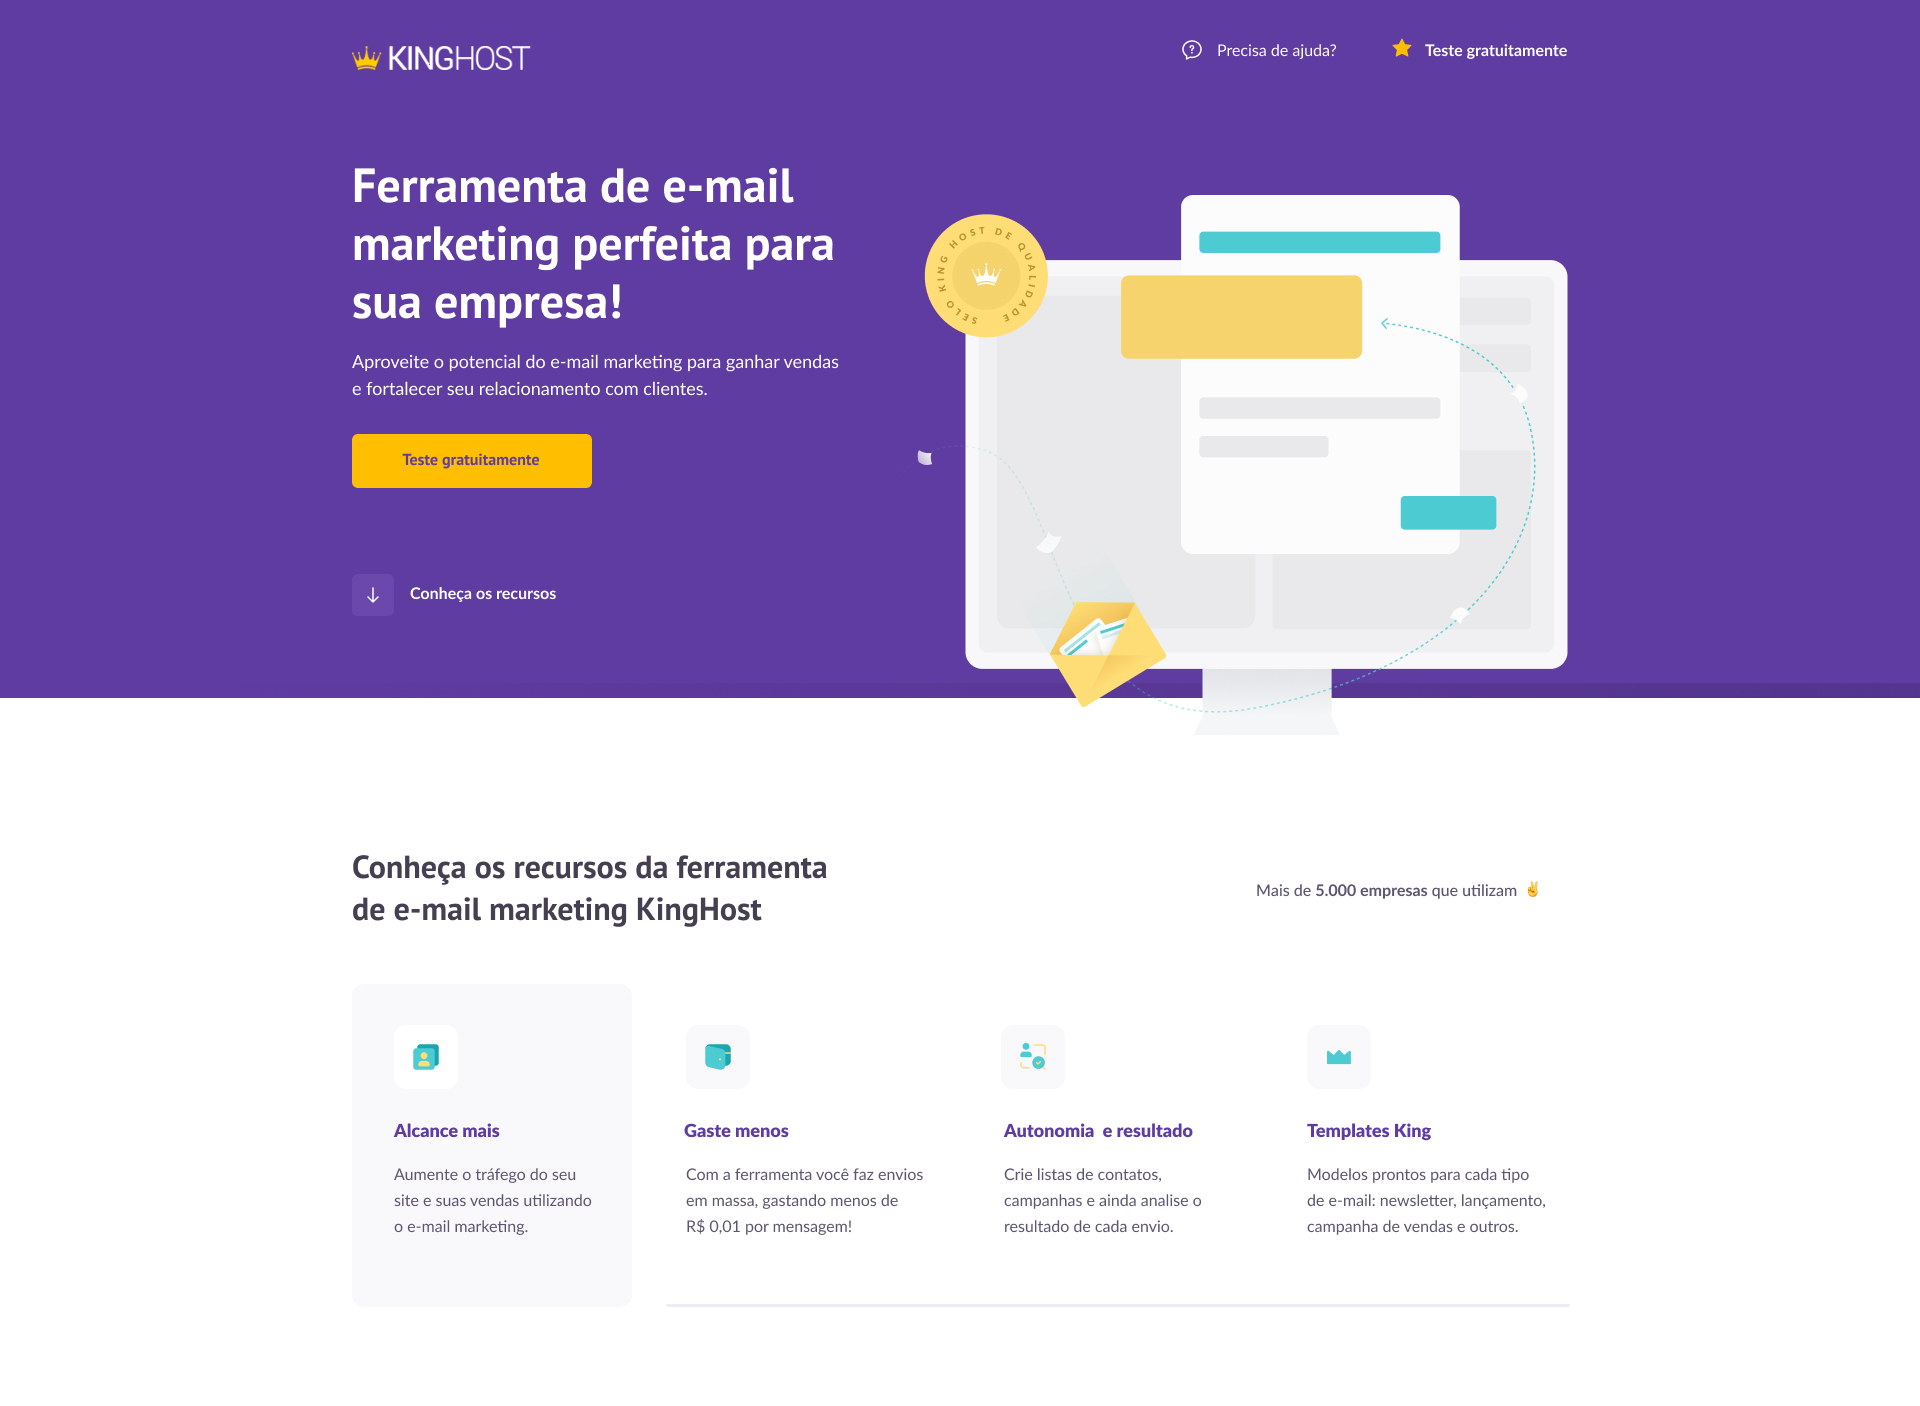 KINGHOST
Precisa de ajuda?
Teste gratuitamente
Ferramenta de e-mail
marketing perfeita para
sua empresa!
Aproveite o potencial do e-mail marketing para ganhar vendas
e fortalecer seu relacionamento com clientes.
Teste gratuitamente
Conheça os recursos
SELO KING HOST DE QUALIDADE
Conheça os recursos da ferramenta
de e-mail marketing KingHost
Mais de 5.000 empresas que utilizam ✌
Alcance mais
Aumente o tráfego do seu
site e suas vendas utilizando
o e-mail marketing.
Gaste menos
Com a ferramenta você faz envios
em massa, gastando menos de
R$ 0,01 por mensagem!
Autonomia  e resultado
Crie listas de contatos,
campanhas e ainda analise o
resultado de cada envio.
Templates King
Modelos prontos para cada tipo
de e-mail: newsletter, lançamento,
campanha de vendas e outros.